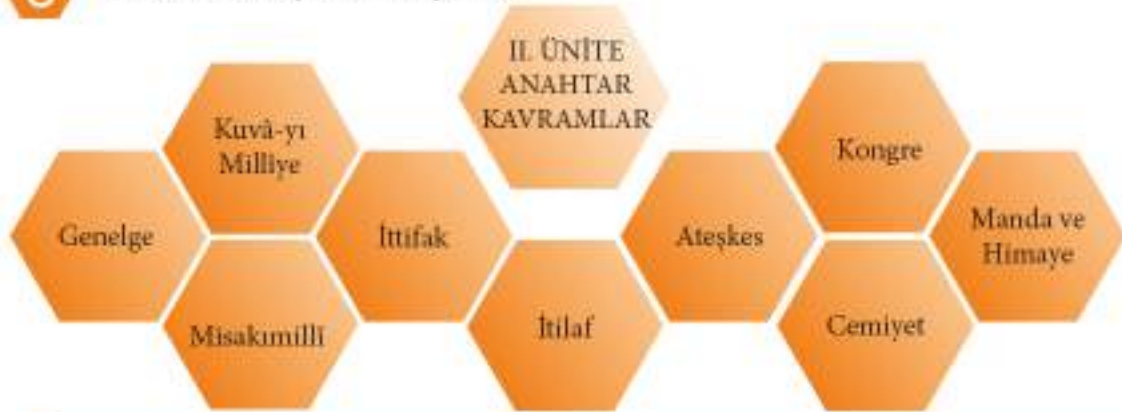 II. ÜNİTE
ANAHTAR
KAVRAMLAR
Kuvâ-yı
Milliye
Kongre
Genelge
İttifak
Ateşkes
Manda ve
Himaye
Misakımillî
İtilaf
Cemiyet